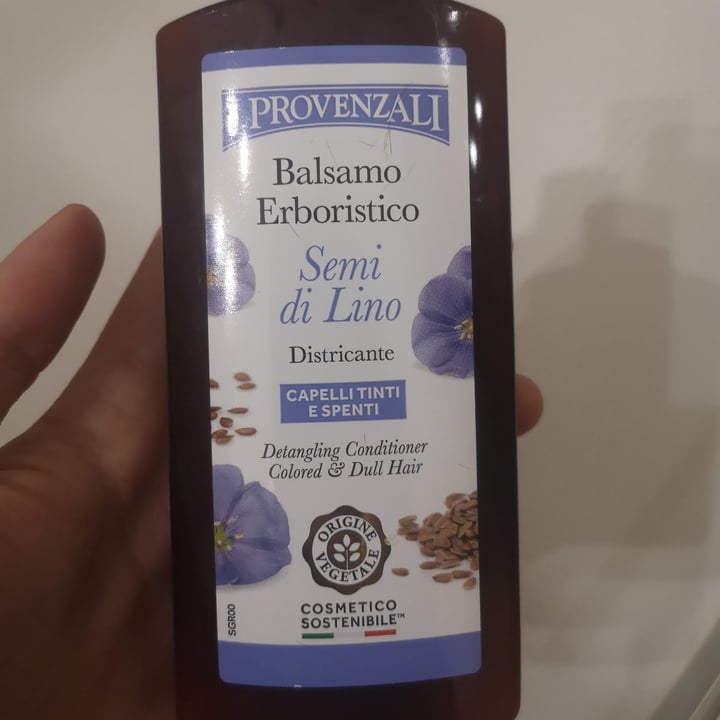 PROVENZALI
Balsamo
Erboristico
Semi
di Lino
Districante
CAPELLI TINTI
E SPENTI
Detangling Conditioner
Colored & Dull Hair
ORIGINE
VEGETALE
COSMETICO
SOSTENIBILE™
SGR00